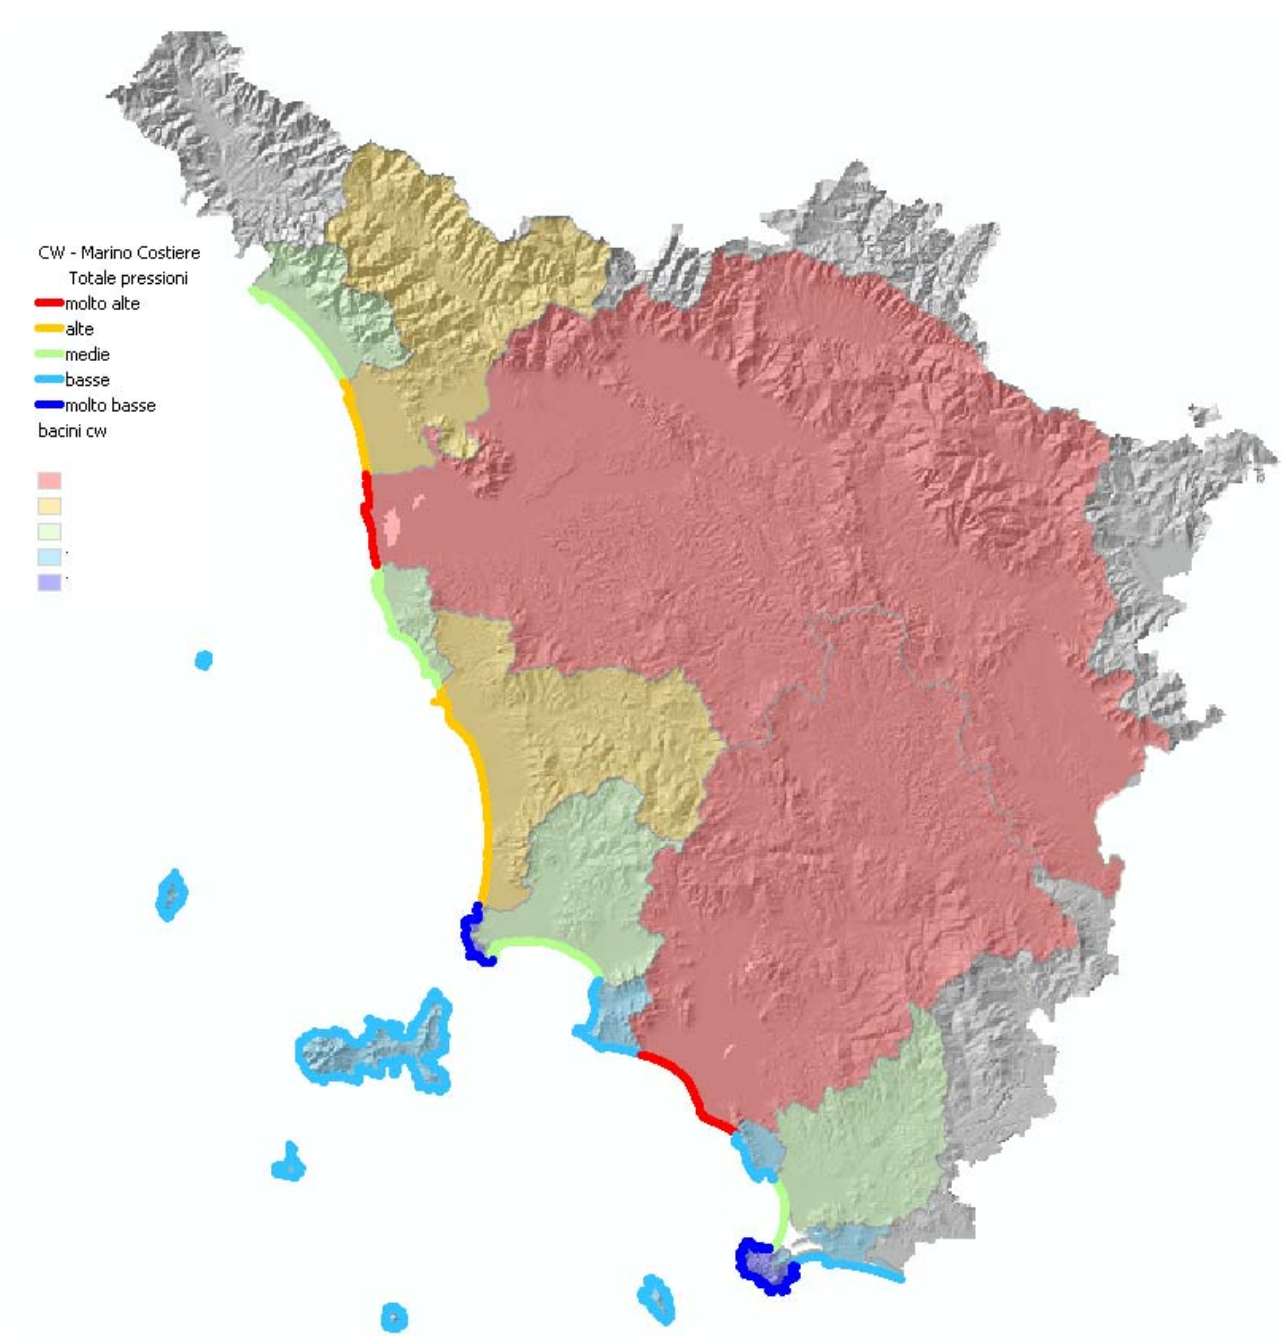 CW - Marino Costiere
Totale pressioni
molto alte
alte
medie
basse
molto basse
bacini cw